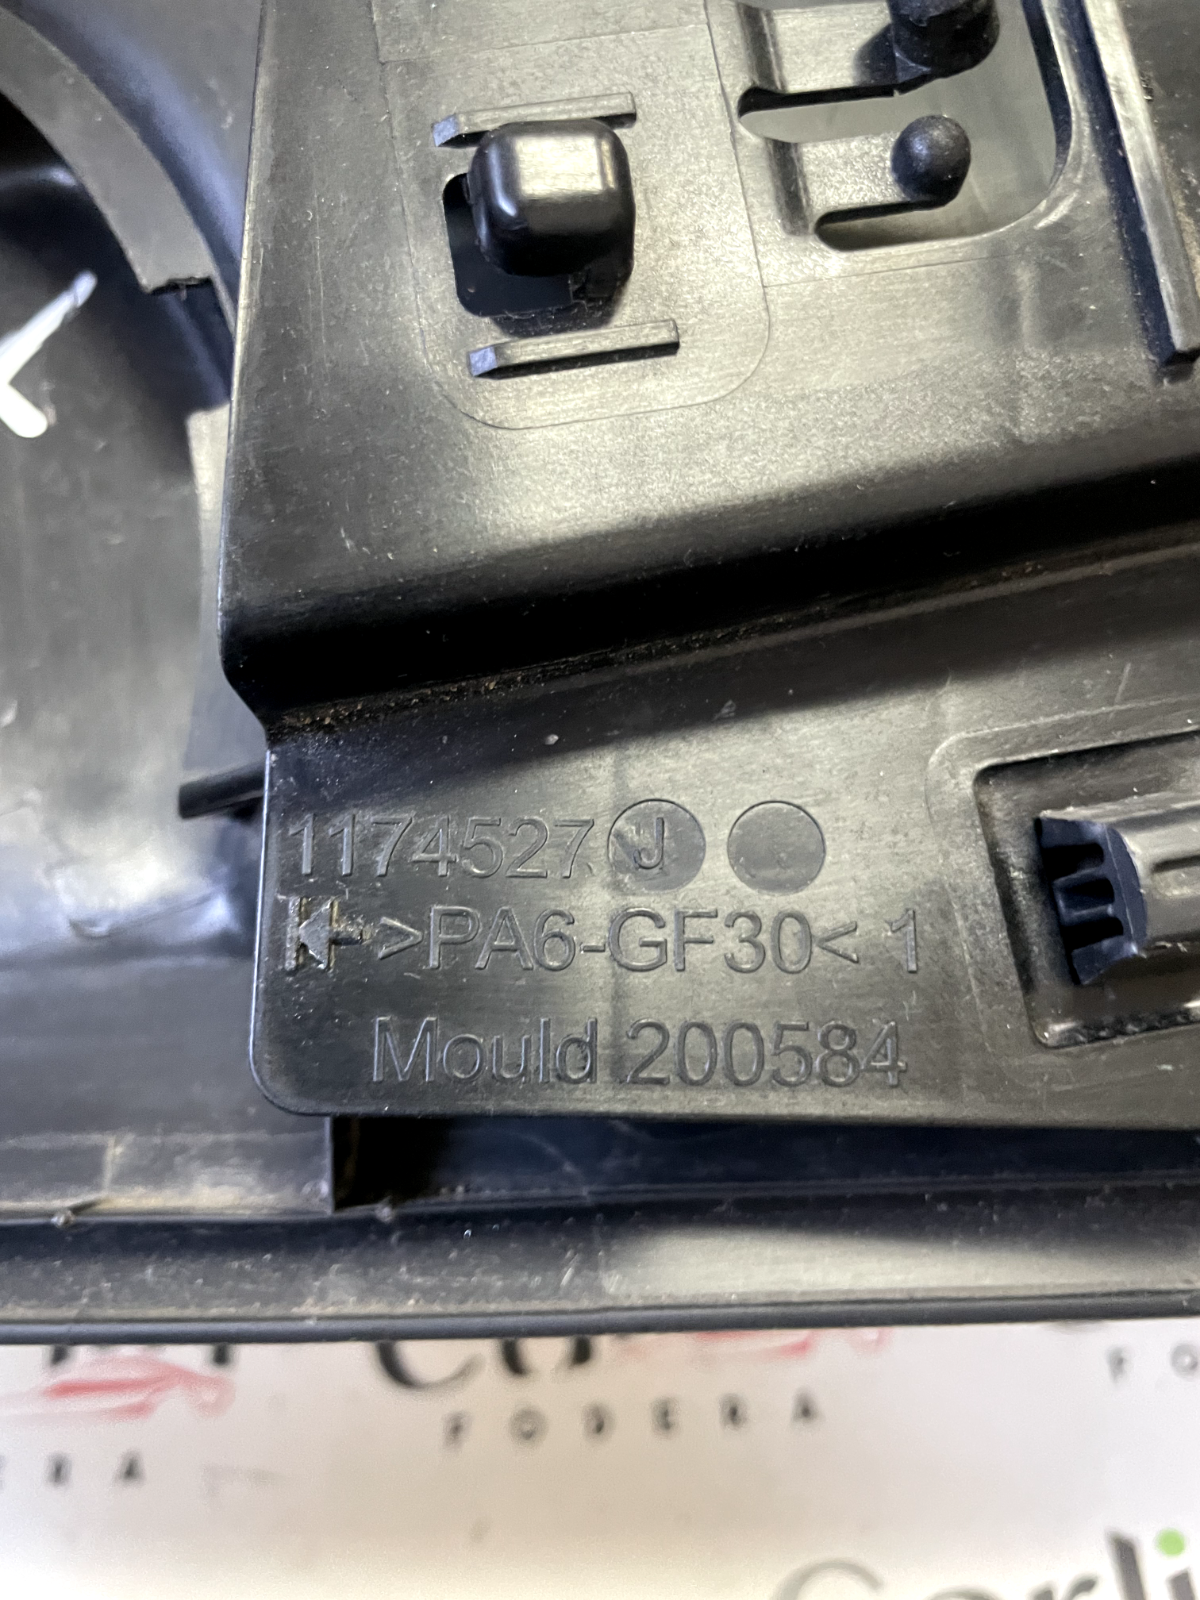 1174527 J
>PA6-GF30< 1
Mould 200584
FODERA